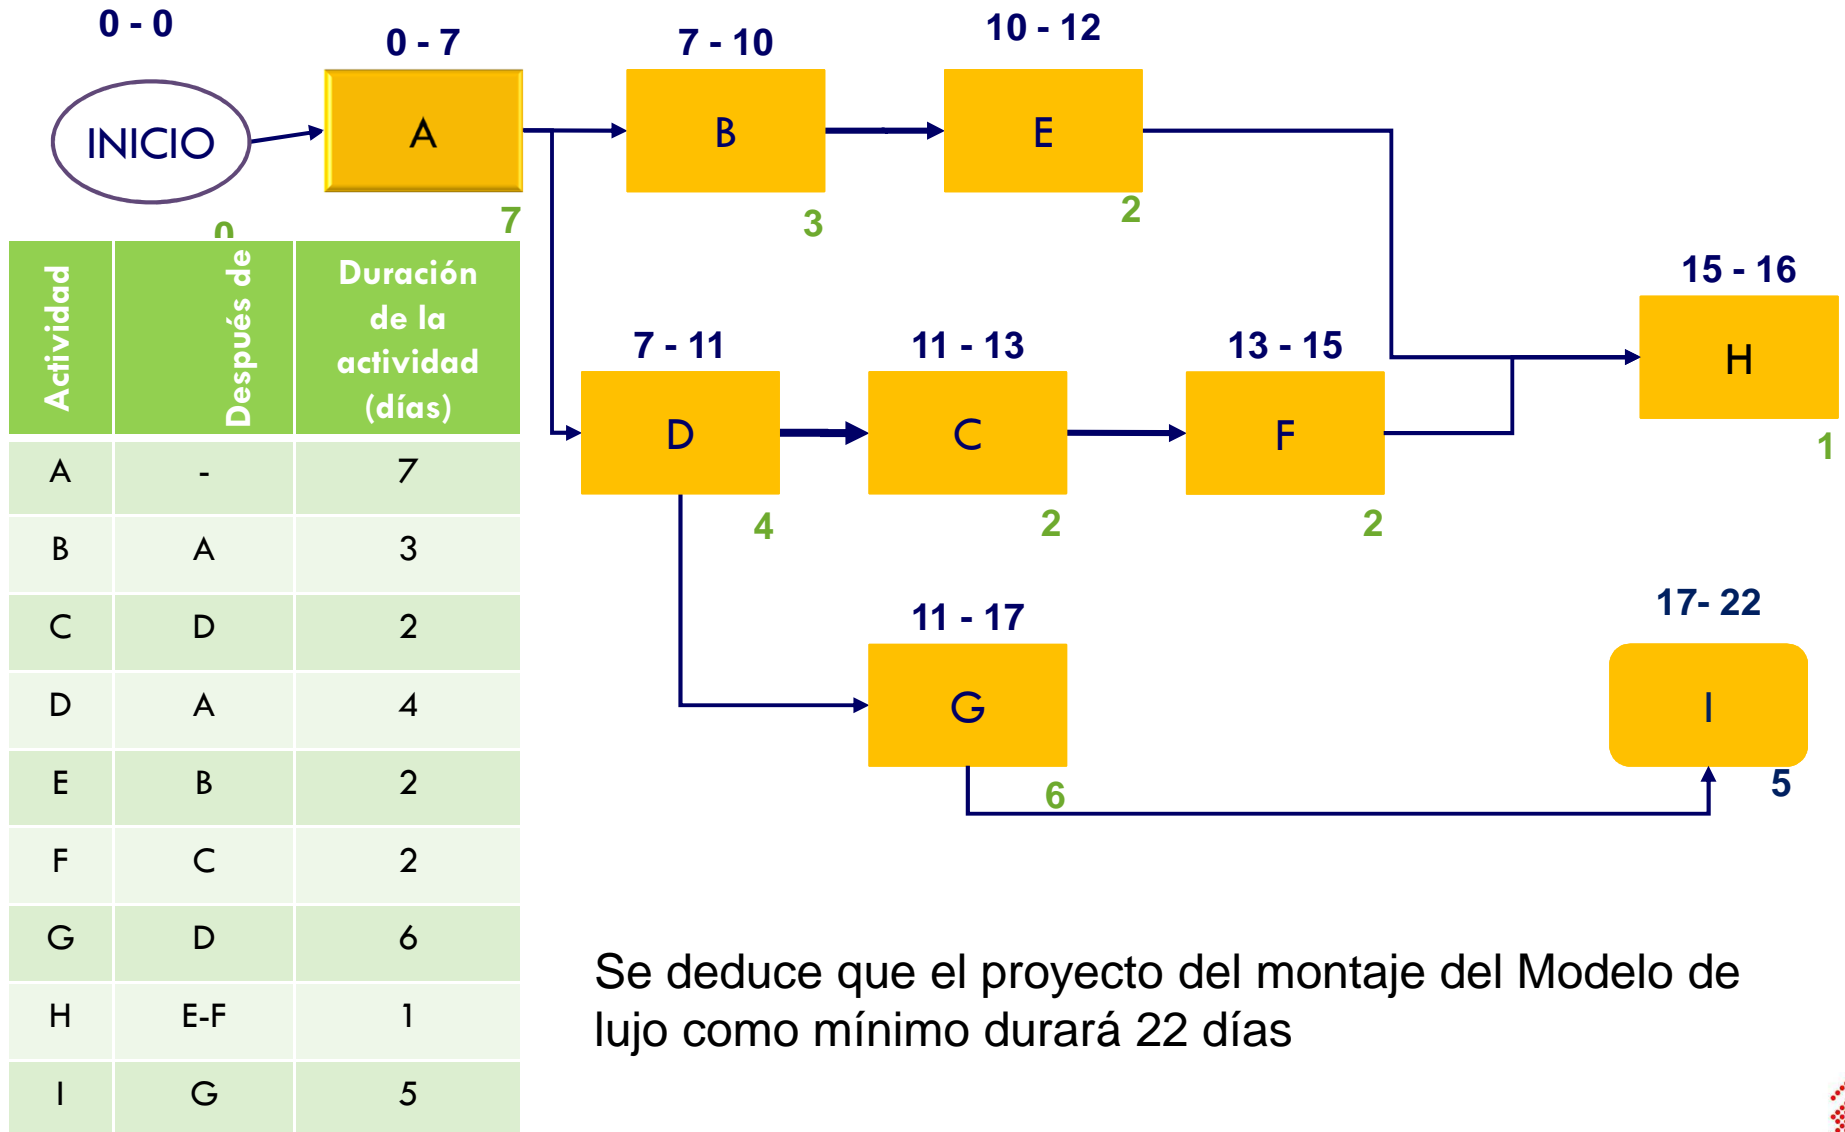 0 - 0
0 - 7
7 - 10
10 - 12
INICIO
A
B
E
0
7
3
2
15 - 16
H
1
7 - 11
11 - 13
13 - 15
D
C
F
4
2
2
11 - 17
17- 22
G
I
6
5
Actividad
Después de
Duración
de la
actividad
(días)
A - 7
B A 3
C D 2
D A 4
E B 2
F C 2
G D 6
H E-F 1
I G 5
Se deduce que el proyecto del montaje del Modelo de
lujo como mínimo durará 22 días